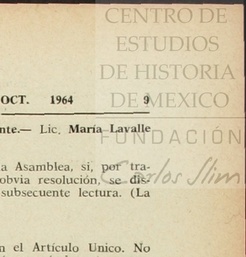 CENTRO DE
ESTUDIOS
DE HISTORIA
DE MEXICO
FUNDACIÓN
Carlos Slim
OCT. 1964 9
nte.— Lic. María Lavalle
a Asamblea, si, por tra-
obvia resolución, se dis-
subsecuente lectura. (La
n el Artículo Unico. No